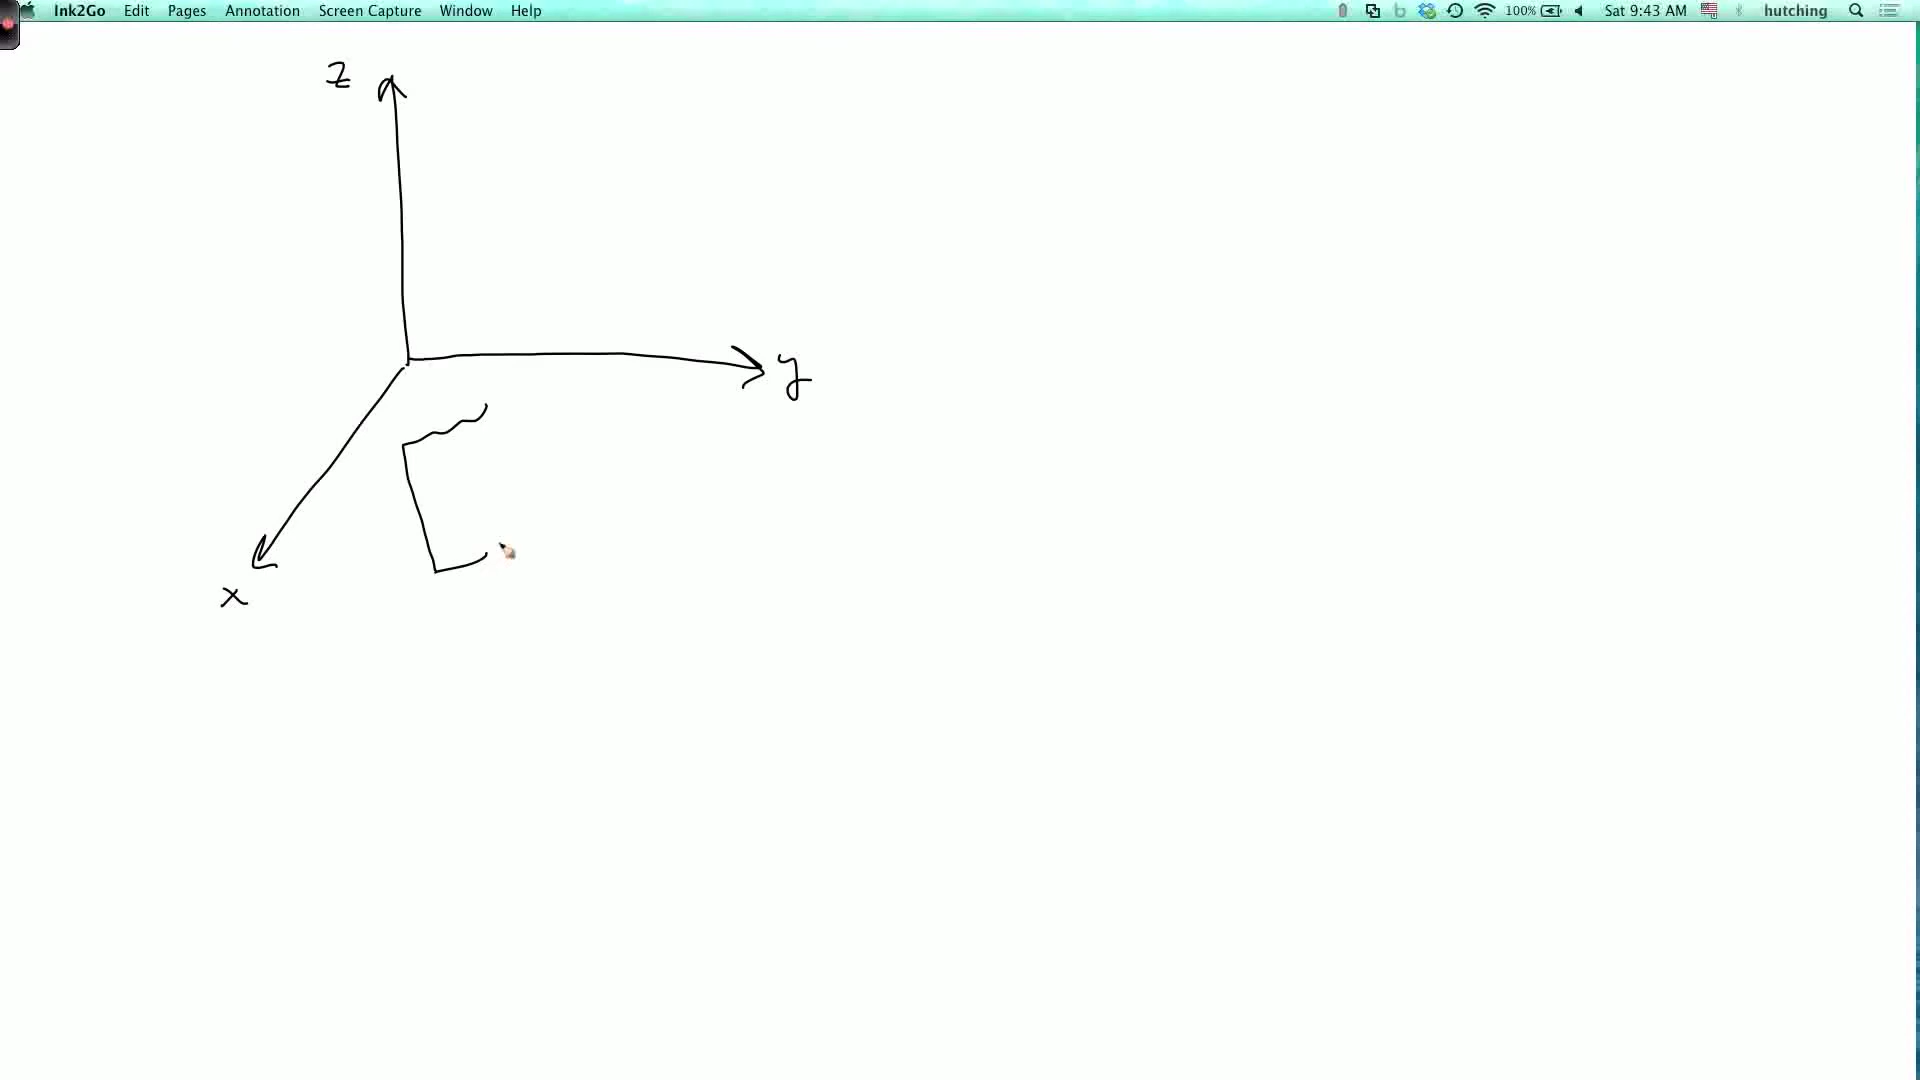 Ink2Go Edit Pages Annotation Screen Capture Window Help 100% Sat 9:43 AM hutching
z
y
x